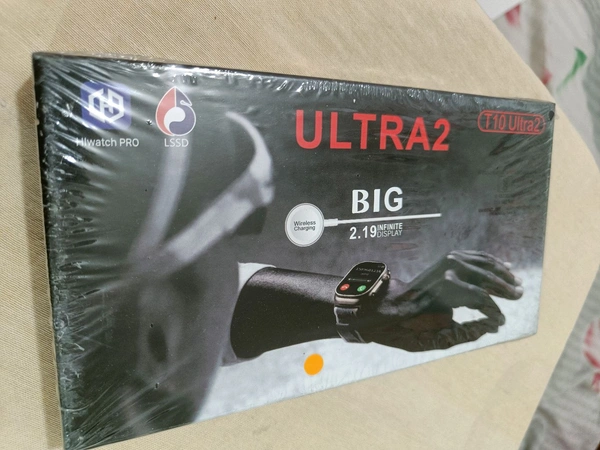 HIwatch PRO
LSSD
ULTRA2
T10 Ultra2
BIG
Wireless
Charging
2.19 INFINITE
DISPLAY